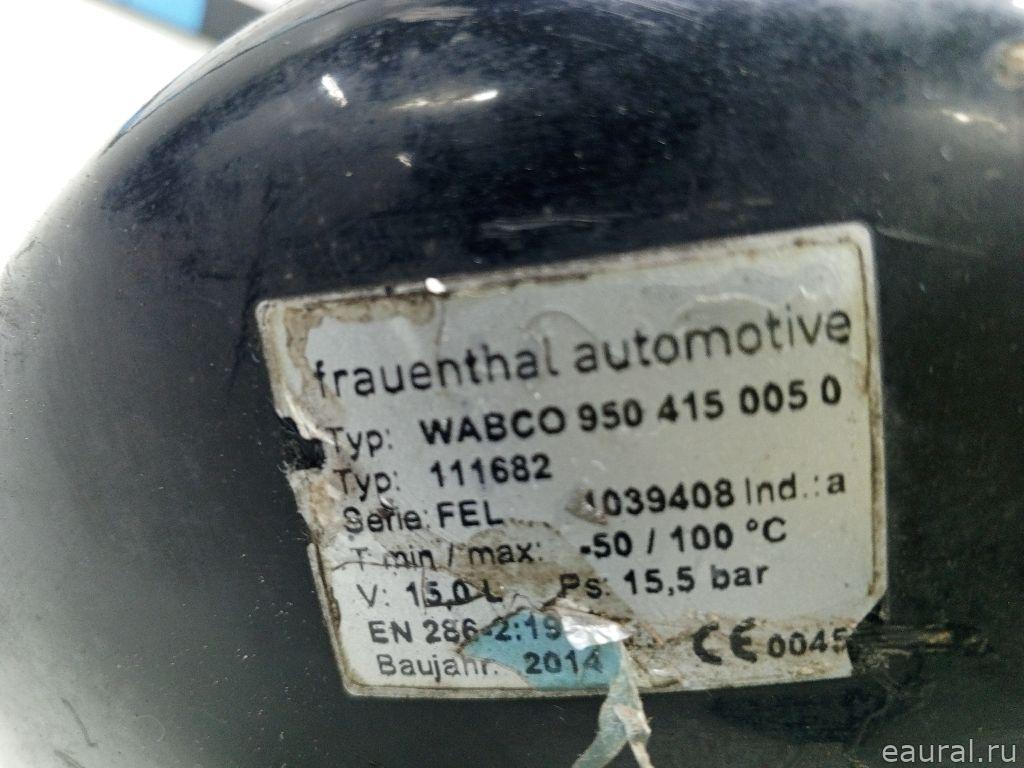 frauenthal automotive
Typ: WABCO 950 415 005 0
Typ: 111682
Serie: FEL 1039408 Ind.: a
T min / max: -50 / 100 °C
V: 15,0 L Ps: 15,5 bar
EN 286-2:19
CE 0045
Baujahr: 2014
eaural.ru